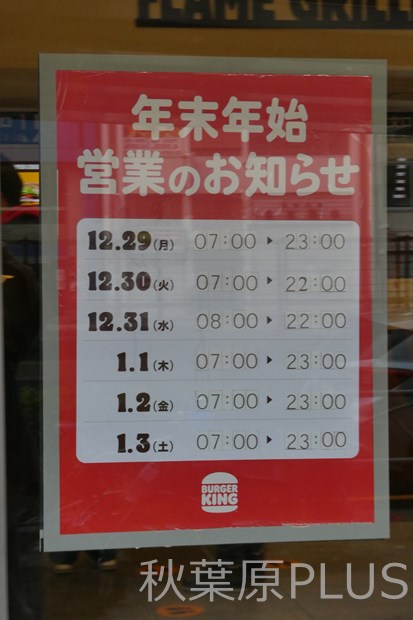 FLAME GRILL
年末年始
営業のお知らせ
12.29(月) 07:00 ▶ 23:00
12.30(火) 07:00 ▶ 22:00
12.31(水) 08:00 ▶ 22:00
1.1(木) 07:00 ▶ 23:00
1.2(金) 07:00 ▶ 23:00
1.3(土) 07:00 ▶ 23:00
BURGER
KING
秋葉原PLUS